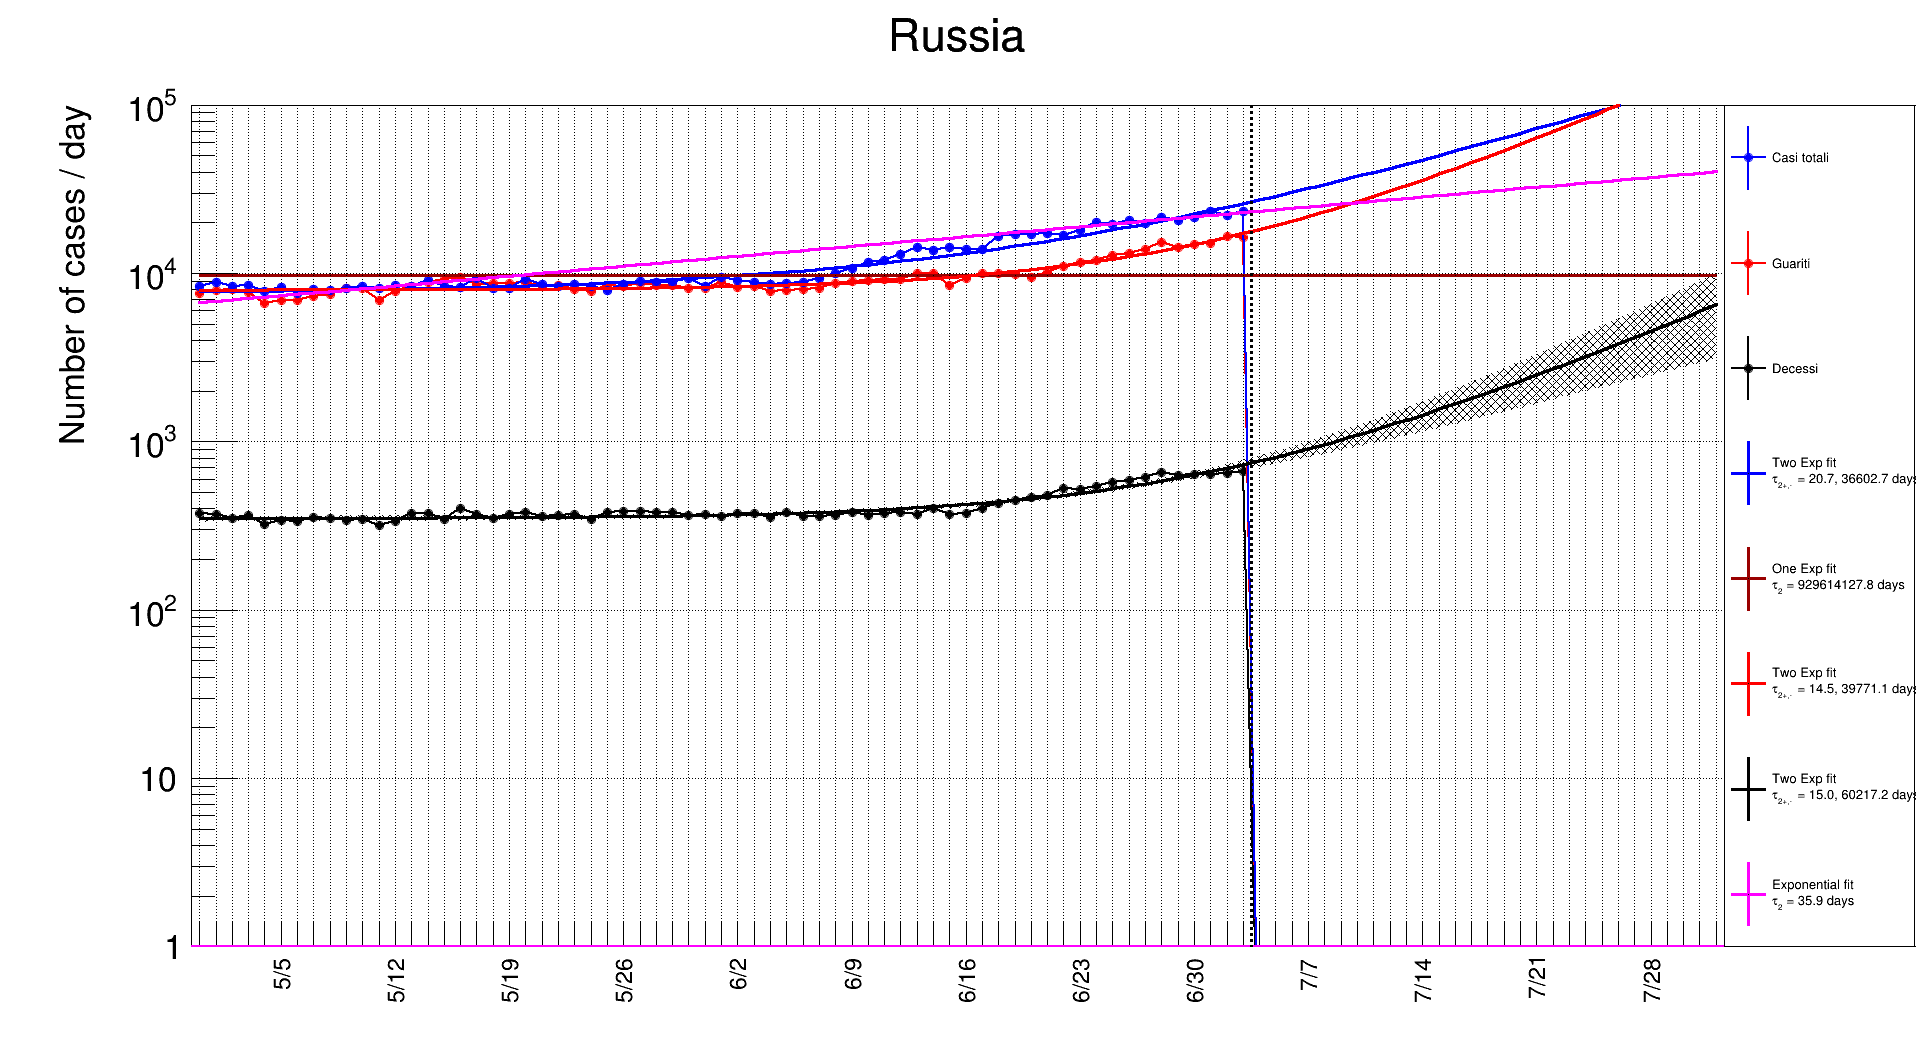 Russia
Number of cases / day
10^5
10^4
10^3
10^2
10
1
5/5
5/12
5/19
5/26
6/2
6/9
6/16
6/23
6/30
7/7
7/14
7/21
7/28
Casi totali
Guariti
Decessi
Two Exp fit
τ2+,- = 20.7, 36602.7 days
One Exp fit
τ2 = 929614127.8 days
Two Exp fit
τ2+,- = 14.5, 39771.1 days
Two Exp fit
τ2+,- = 15.0, 60217.2 days
Exponential fit
τ2 = 35.9 days